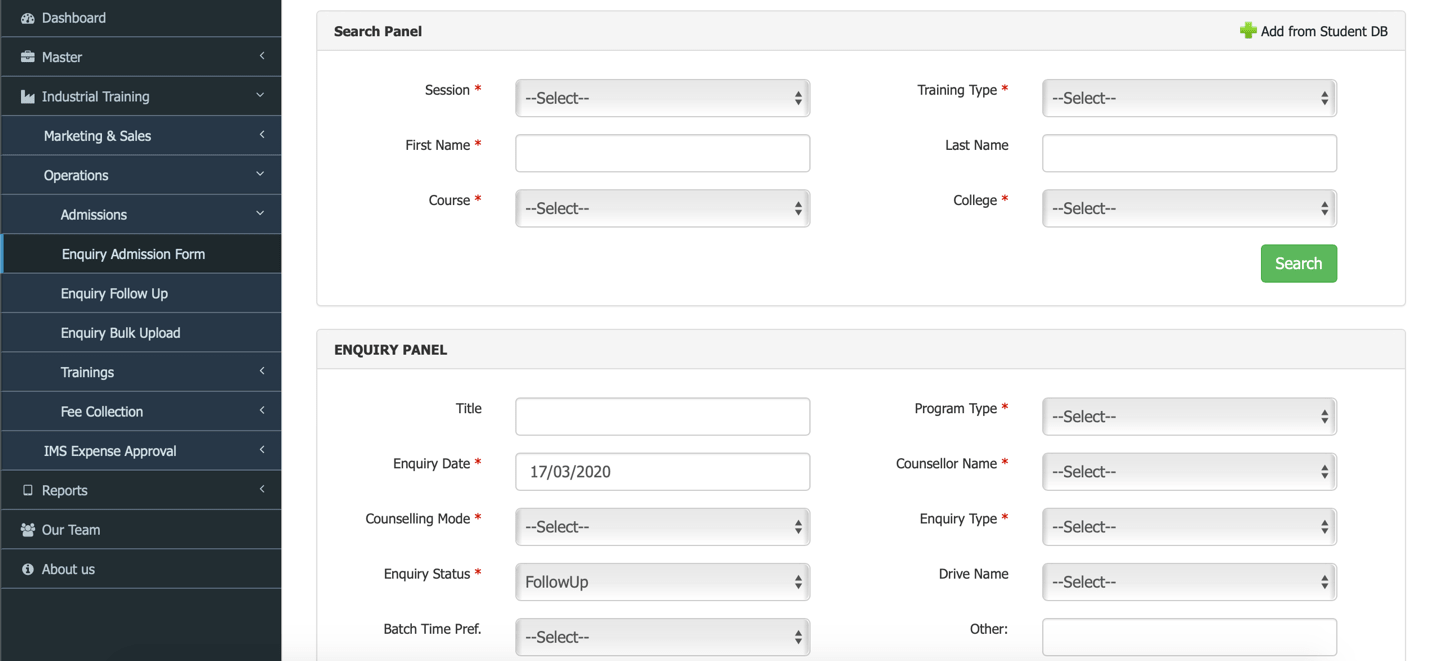 Dashboard
Master
Industrial Training
Marketing & Sales
Operations
Admissions
Enquiry Admission Form
Enquiry Follow Up
Enquiry Bulk Upload
Trainings
Fee Collection
IMS Expense Approval
Reports
Our Team
About us
Search Panel
Add from Student DB
Session * --Select-- Training Type * --Select--
First Name * Last Name
Course * --Select-- College * --Select--
Search
ENQUIRY PANEL
Title Program Type * --Select--
Enquiry Date * 17/03/2020 Counsellor Name * --Select--
Counselling Mode * --Select-- Enquiry Type * --Select--
Enquiry Status * FollowUp Drive Name --Select--
Batch Time Pref. --Select-- Other: